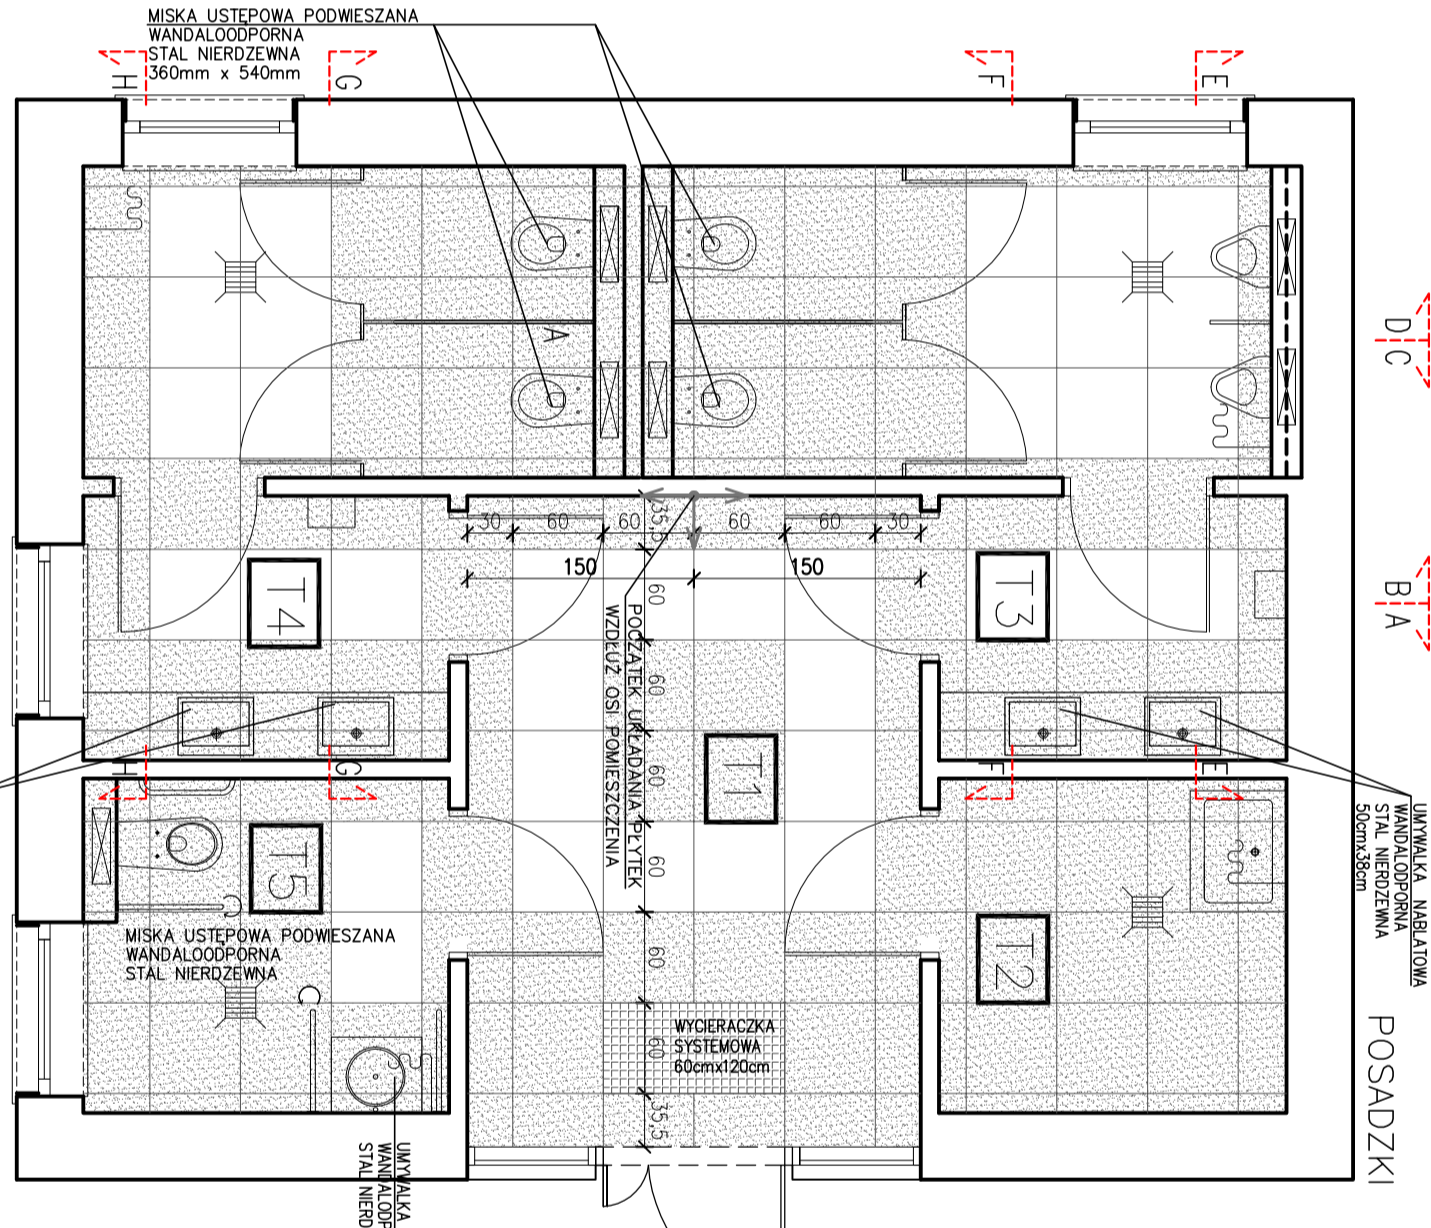 MISKA USTĘPOWA PODWIESZANA
WANDALOODPORNA
STAL NIERDZEWNA
360mm x 540mm
H
G
F
E
D C
B A
A
30
60
60
60
60
30
150
150
35,5
60
60
60
60
60
60
35,5
POCZĄTEK UKŁADANIA PŁYTEK
WZDŁUŻ OSI POMIESZCZENIA
T4
T3
T1
T5
T2
H
G
F
E
UMYWALKA NABLATOWA
WANDALODPORNA
STAL NIERDZEWNA
50cmx38cm
MISKA USTĘPOWA PODWIESZANA
WANDALOODPORNA
STAL NIERDZEWNA
C
C
WYCIERACZKA
SYSTEMOWA
60cmx120cm
UMYWALKA
WANDALODP
STAL NIERD
POSADZKI